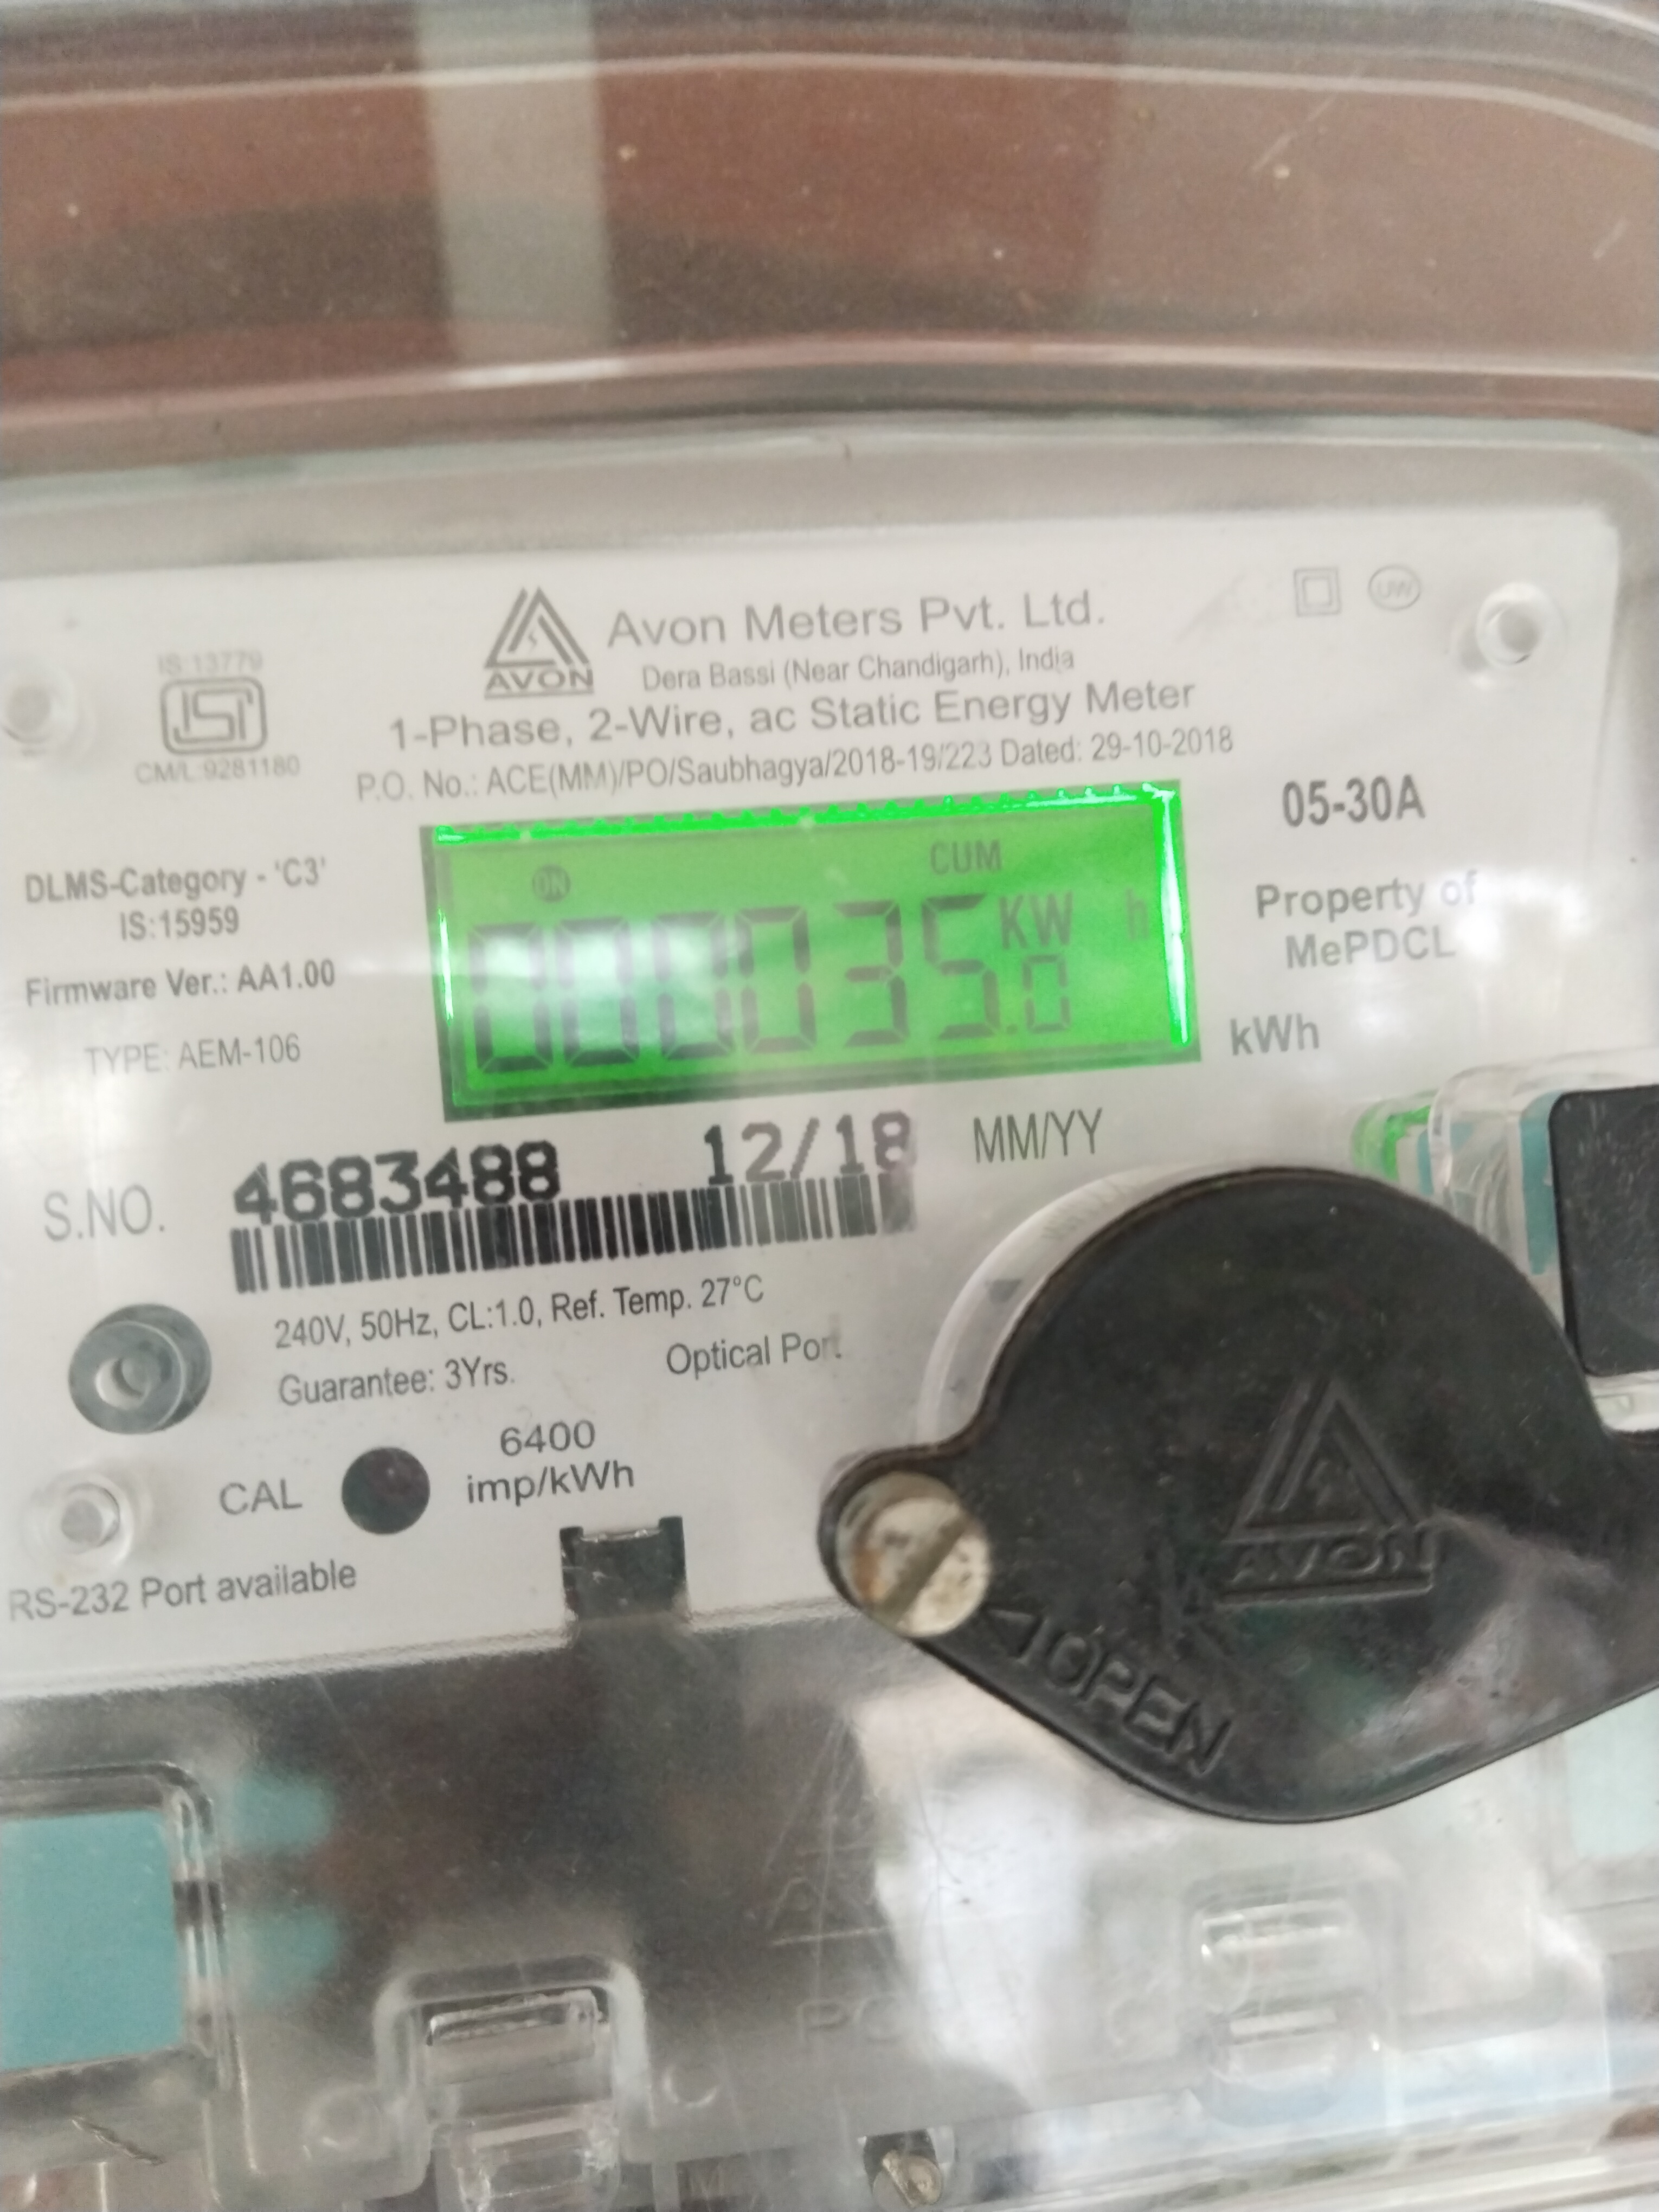 Avon Meters Pvt. Ltd.
AVON
Dera Bassi (Near Chandigarh), India
1-Phase, 2-Wire, ac Static Energy Meter
P.O. No.: ACE(MM)/PO/Saubhagya/2018-19/223 Dated: 29-10-2018
IS:13779
ISI
CM/L:9281180
UW
05-30A
DLMS-Category - 'C3'
IS:15959
Firmware Ver.: AA1.00
TYPE: AEM-106
ON CUM
000035.0 KW h
Property of
MePDCL
kWh
S.NO. 4683488 12/18 MM/YY
240V, 50Hz, CL:1.0, Ref. Temp. 27°C
Guarantee: 3Yrs. Optical Port
CAL
6400
imp/kWh
RS-232 Port available
AVON
OPEN